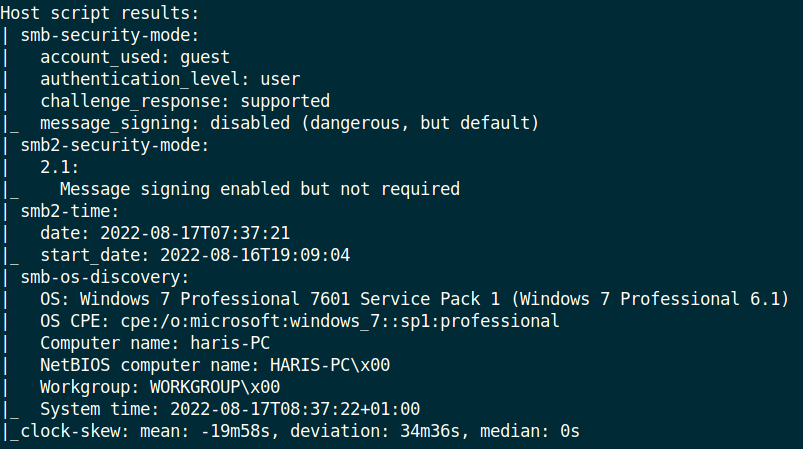 Host script results:
| smb-security-mode:
|   account_used: guest
|   authentication_level: user
|   challenge_response: supported
|_  message_signing: disabled (dangerous, but default)
| smb2-security-mode:
|   2.1:
|_    Message signing enabled but not required
| smb2-time:
|   date: 2022-08-17T07:37:21
|_  start_date: 2022-08-16T19:09:04
| smb-os-discovery:
|   OS: Windows 7 Professional 7601 Service Pack 1 (Windows 7 Professional 6.1)
|   OS CPE: cpe:/o:microsoft:windows_7::sp1:professional
|   Computer name: haris-PC
|   NetBIOS computer name: HARIS-PC\x00
|   Workgroup: WORKGROUP\x00
|_  System time: 2022-08-17T08:37:22+01:00
|_clock-skew: mean: -19m58s, deviation: 34m36s, median: 0s